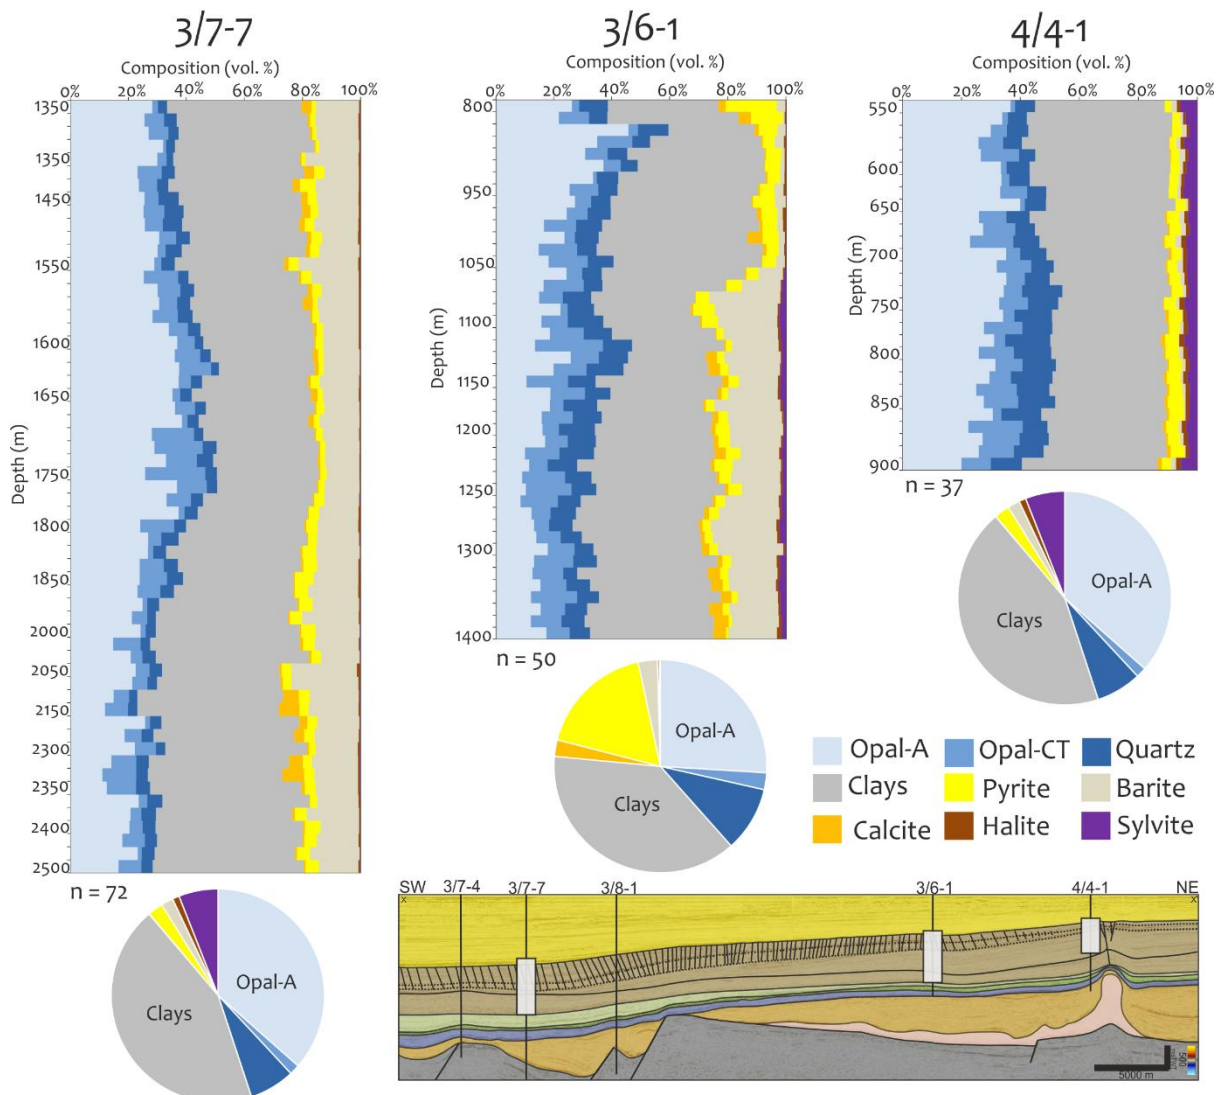 3/7-7
Composition (vol. %)
0% 20% 40% 60% 80% 100%
1350
1350
1450
1550
1600
1650
1750
1800
1850
2000
2050
2150
2300
2350
2400
2500
Depth (m)
n = 72
Opal-A
Clays
3/6-1
Composition (vol. %)
0% 20% 40% 60% 80% 100%
800
950
1050
1100
1150
1200
1250
1300
1400
Depth (m)
n = 50
Opal-A
Clays
4/4-1
Composition (vol. %)
0% 20% 40% 60% 80% 100%
550
600
650
700
750
800
850
900
Depth (m)
n = 37
Opal-A
Clays
Opal-A Opal-CT Quartz
Clays Pyrite Barite
Calcite Halite Sylvite
SW 3/7-4 3/7-7 3/8-1 3/6-1 4/4-1 NE
x x
500
5000 m